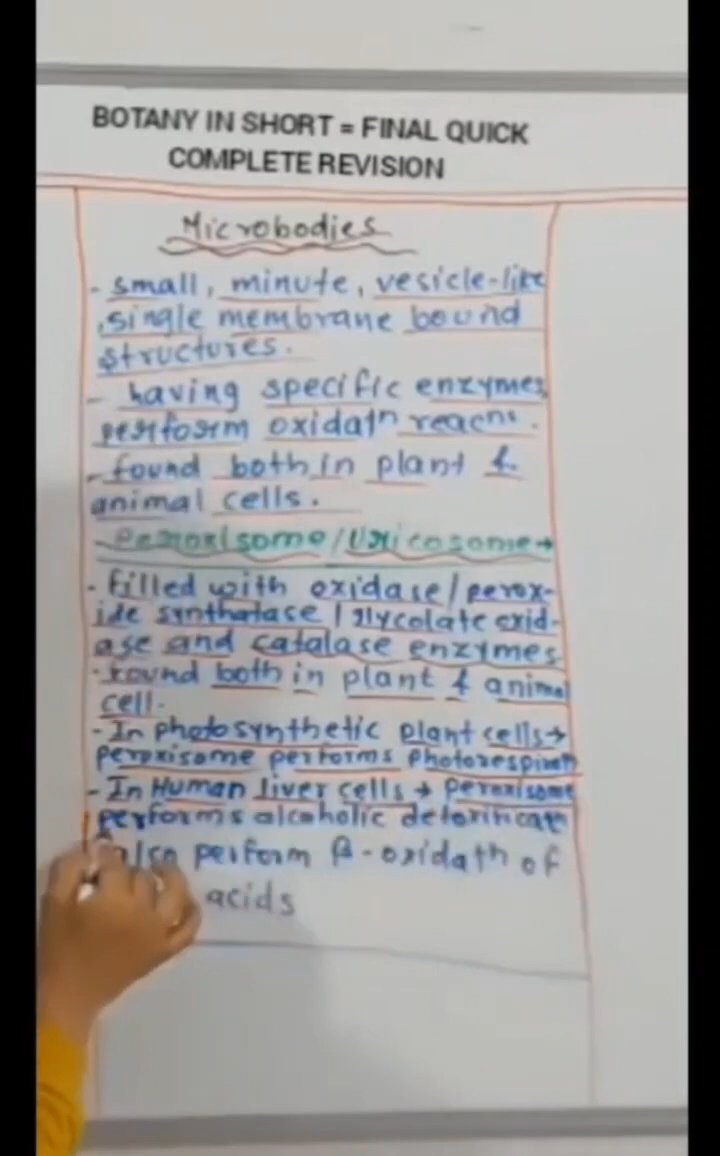 BOTANY IN SHORT = FINAL QUICK
COMPLETE REVISION
Microbodies
- small, minute, vesicle-like
, single membrane bound
structures.
- having specific enzymes
perform oxidatn reacns.
- found both in plant &
animal cells.
- Peroxisome/Uricosome→
- filled with oxidase/perox-
ide synthatase / glycolate oxid-
ase and catalase enzymes
- found both in plant & animal
cell.
- In photosynthetic plant cells→
peroxisome performs photorespiratn
- In Human liver cells → peroxisome
performs alcoholic detoxificatn
also perform β-oxidatn of
acids